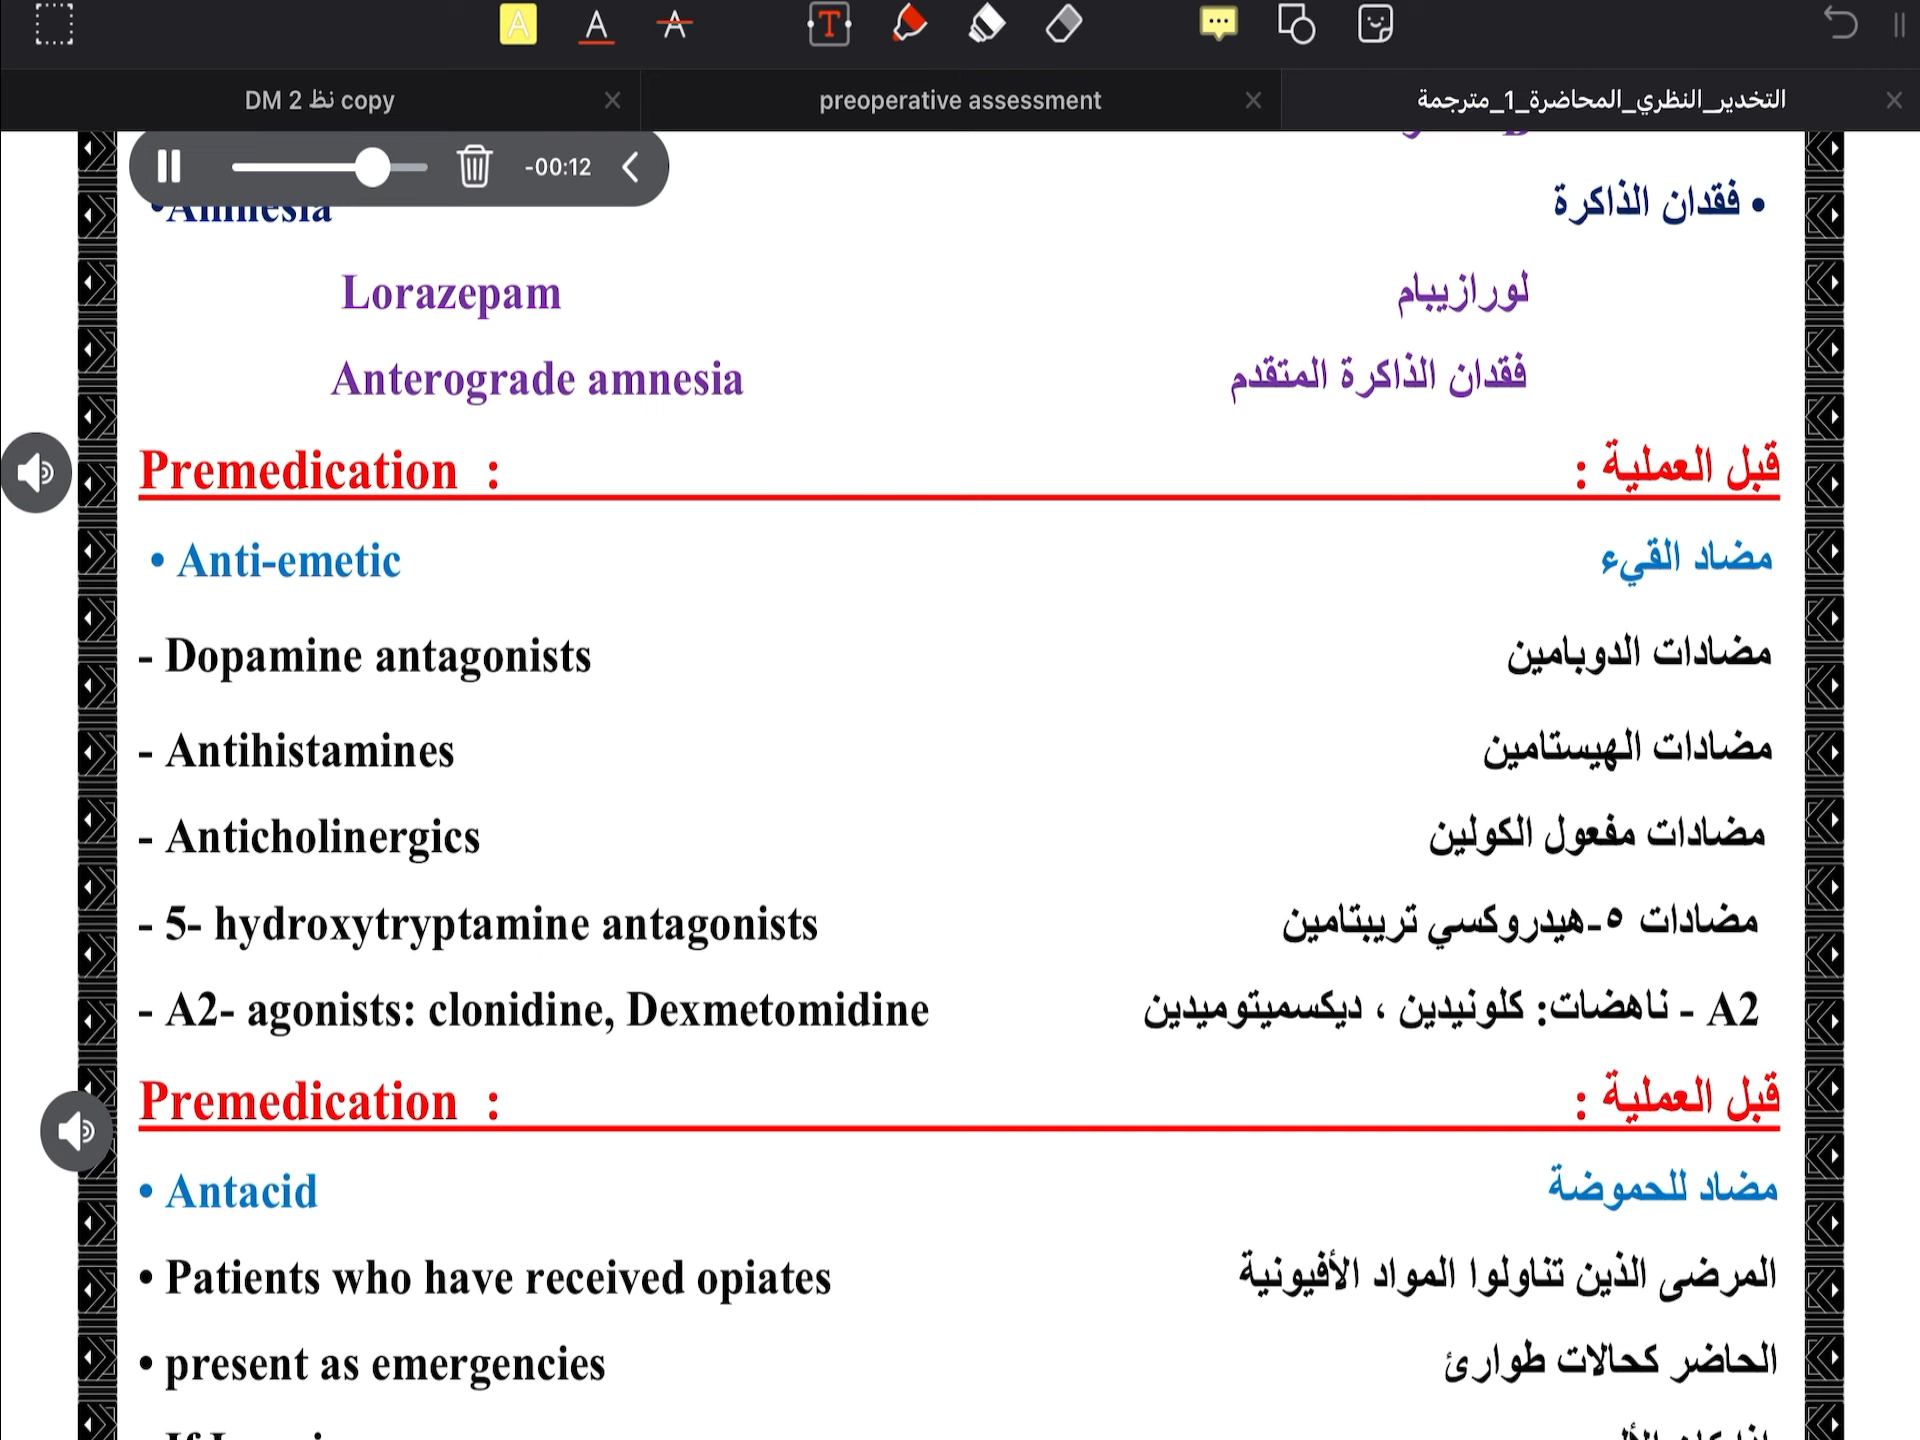 DM 2 نظ copy
preoperative assessment
التخدير_النظري_المحاضرة_1_مترجمة
-00:12
•Amnesia
• فقدان الذاكرة
Lorazepam
لورازيبام
Anterograde amnesia
فقدان الذاكرة المتقدم
Premedication :
قبل العملية :
• Anti-emetic
مضاد القيء
- Dopamine antagonists
مضادات الدوبامين
- Antihistamines
مضادات الهيستامين
- Anticholinergics
مضادات مفعول الكولين
- 5- hydroxytryptamine antagonists
مضادات ٥-هيدروكسي تريبتامين
- A2- agonists: clonidine, Dexmetomidine
A2 - ناهضات: كلونيدين ، ديكسميتوميدين
Premedication :
قبل العملية :
• Antacid
مضاد للحموضة
• Patients who have received opiates
المرضى الذين تناولوا المواد الأفيونية
• present as emergencies
الحاضر كحالات طوارئ